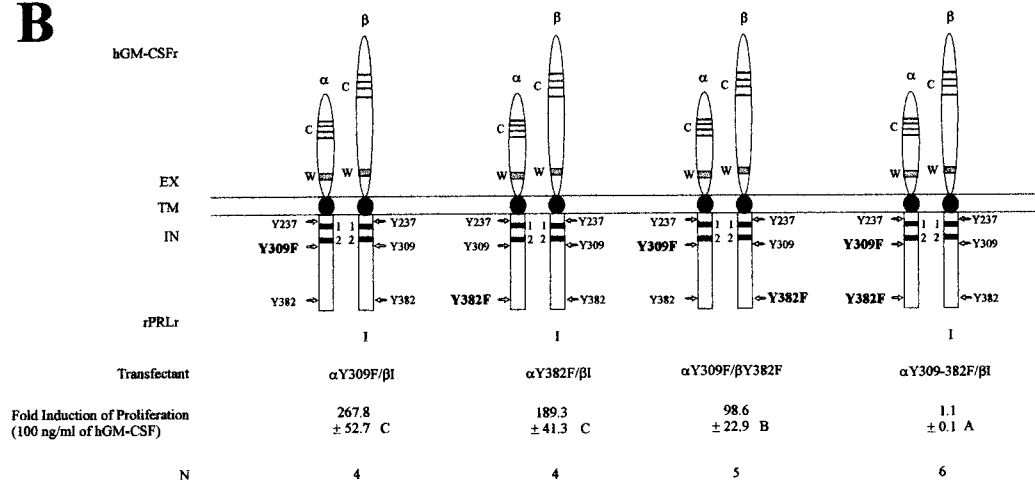 B
β β β β
hGM-CSFr
α α α α
C C C C
C C C C
W W W W
W W W W
EX
TM
Y237 Y237 Y237 Y237 Y237 Y237 Y237 Y237
1 1 1 1 1 1 1 1
IN
2 2 2 2 2 2 2 2
Y309F Y309 Y309 Y309 Y309F Y309 Y309F Y309
Y382 Y382 Y382F Y382 Y382 Y382F Y382F Y382
rPRLr
I I I
Transfectant αY309F/βI αY382F/βI αY309F/βY382F αY309-382F/βI
Fold Induction of Proliferation 267.8 189.3 98.6 1.1
(100 ng/ml of hGM-CSF) ± 52.7 C ± 41.3 C ± 22.9 B ± 0.1 A
N 4 4 5 6